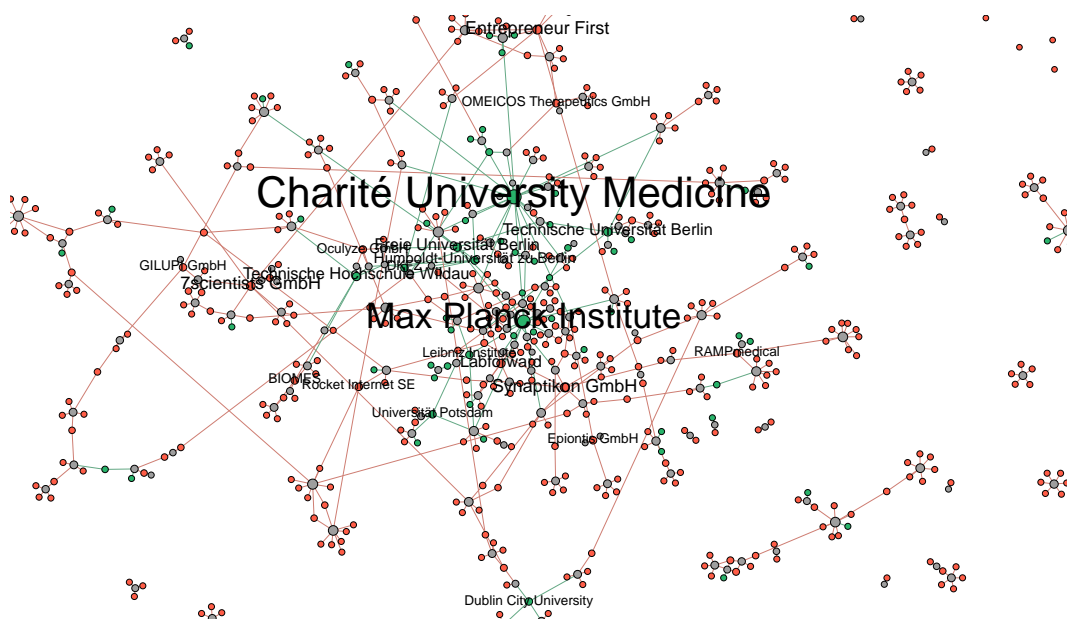 Entrepreneur First
OMEICOS Therapeutics GmbH
Charité University Medicine
Technische Universität Berlin
Freie Universität Berlin
Oculyze GmbH
Humboldt-Universität zu Berlin
GILUPI GmbH
Technische Hochschule Wildau
7scientists GmbH
Max Planck Institute
Leibniz Institute
RAMPmedical
Labforward
BIOMES
Rocket Internet SE
Synaptikon GmbH
Universität Potsdam
Epiontis GmbH
Dublin City University